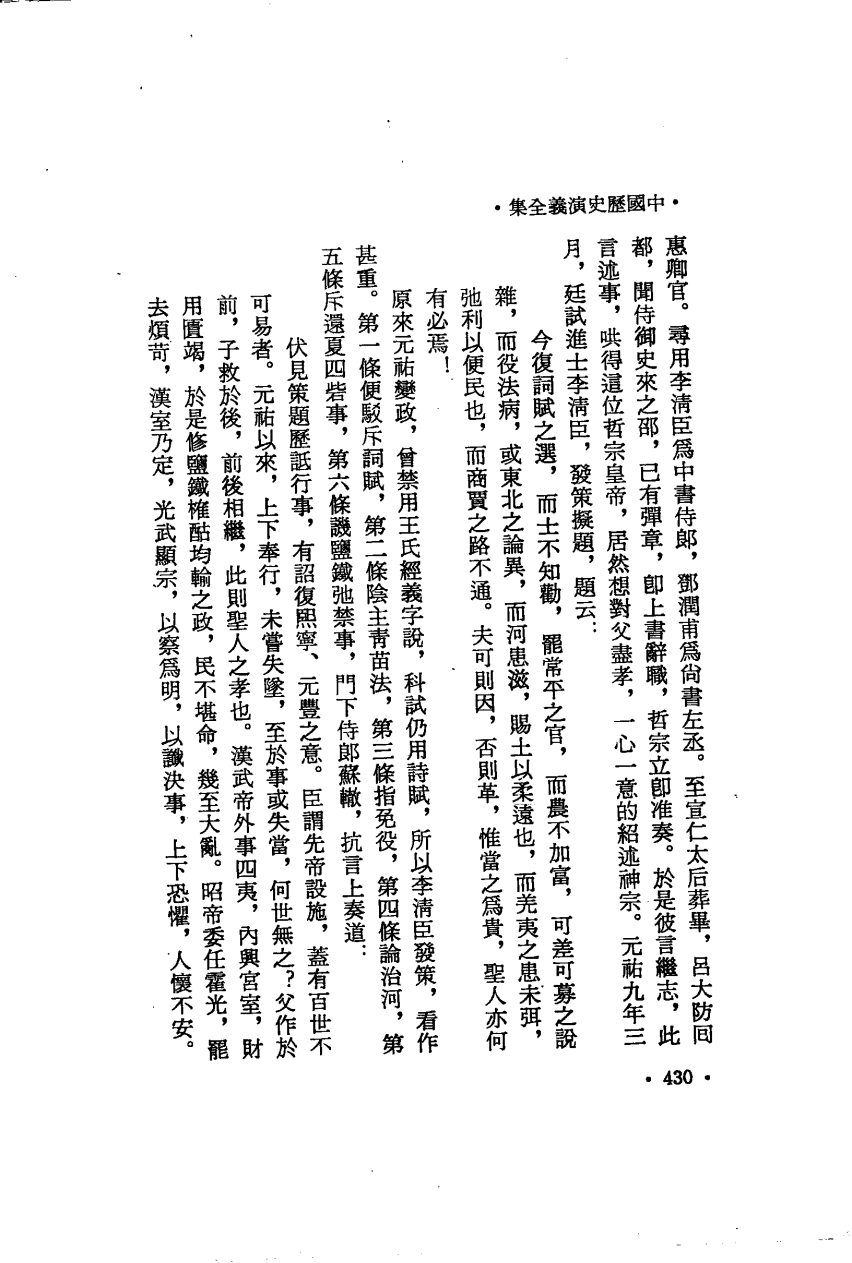 •中國歷史演義全集•
惠卿官。尋用李清臣爲中書侍郎，鄧潤甫爲尙書左丞。至宣仁太后葬畢，呂大防囘
都，聞侍御史來之邵，已有彈章，卽上書辭職，哲宗立卽准奏。於是彼言繼志，此
言述事，哄得這位哲宗皇帝，居然想對父盡孝，一心一意的紹述神宗。元祐九年三
月，廷試進士李清臣，發策擬題，題云：
今復詞賦之選，而士不知勸，罷常平之官，而農不加富，可差可募之說
雜，而役法病，或東北之論異，而河患滋，賜土以柔遠也，而羌夷之患未弭，
弛利以便民也，而商賈之路不通。夫可則因，否則革，惟當之爲貴，聖人亦何
有必焉！
原來元祐變政，曾禁用王氏經義字說，科試仍用詩賦，所以李清臣發策，看作
甚重。第一條便駁斥詞賦，第二條陰主青苗法，第三條指免役，第四條論治河，第
五條斥還夏四砦事，第六條譏鹽鐵弛禁事，門下侍郎蘇轍，抗言上奏道：
伏見策題歷詆行事，有詔復熙寧、元豐之意。臣謂先帝設施，蓋有百世不
可易者。元祐以來，上下奉行，未嘗失墜，至於事或失當，何世無之？父作於
前，子救於後，前後相繼，此則聖人之孝也。漢武帝外事四夷，內興宮室，財
用匱竭，於是修鹽鐵榷酤均輸之政，民不堪命，幾至大亂。昭帝委任霍光，罷
去煩苛，漢室乃定，光武顯宗，以察爲明，以讖決事，上下恐懼，人懷不安。
•430•